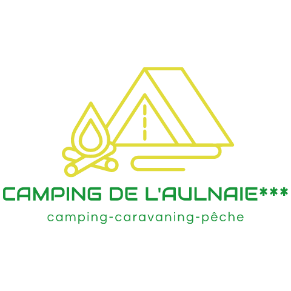 CAMPING DE L'AULNAIE***
camping-caravaning-pêche